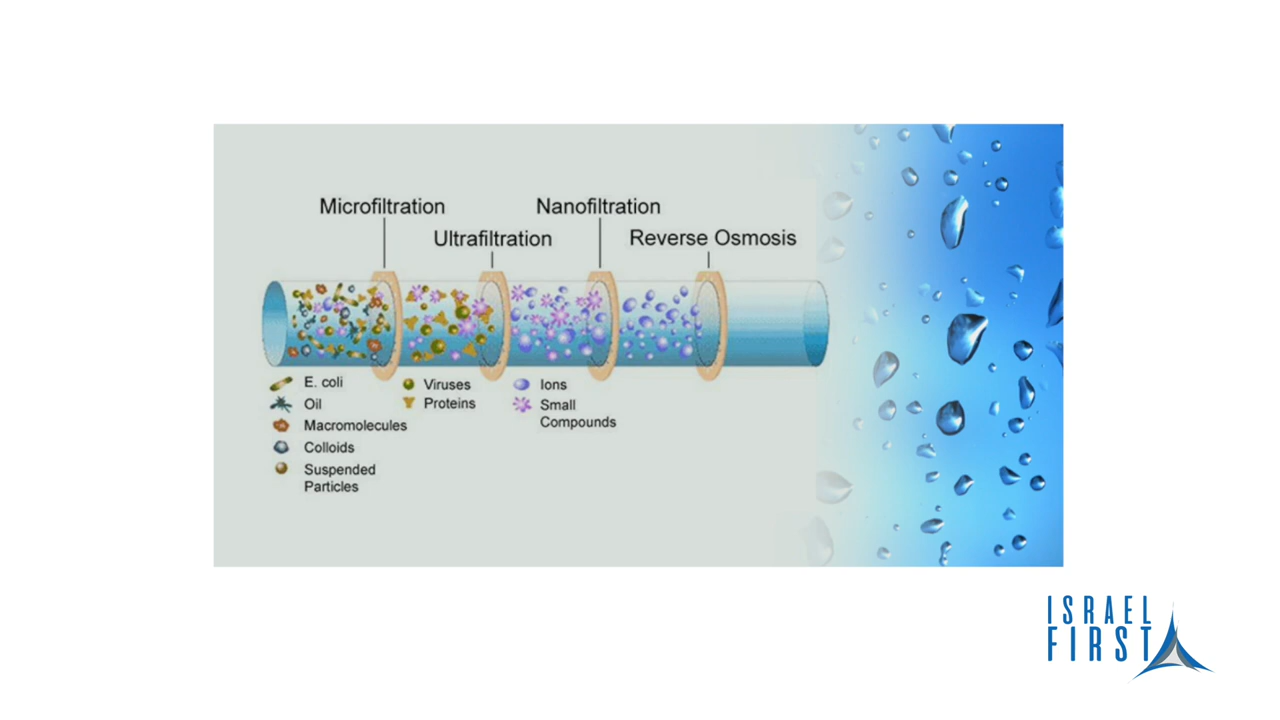 Microfiltration
Nanofiltration
Ultrafiltration
Reverse Osmosis
E. coli
Oil
Macromolecules
Colloids
Suspended
Particles
Viruses
Proteins
Ions
Small
Compounds
ISRAEL
FIRST